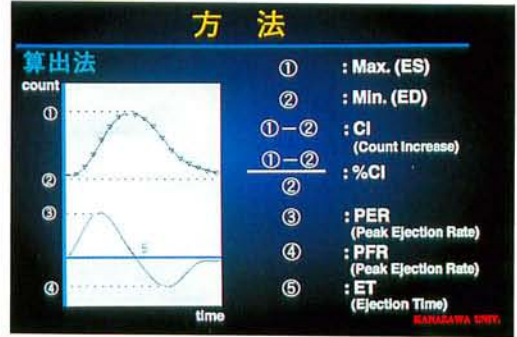 方 法
算出法
count
①
②
③
⑤
④
time
① : Max. (ES)
② : Min. (ED)
①－② : CI
(Count Increase)
①－②
② : %CI
③ : PER
(Peak Ejection Rate)
④ : PFR
(Peak Ejection Rate)
⑤ : ET
(Ejection Time)
KANAZAWA UNIV.